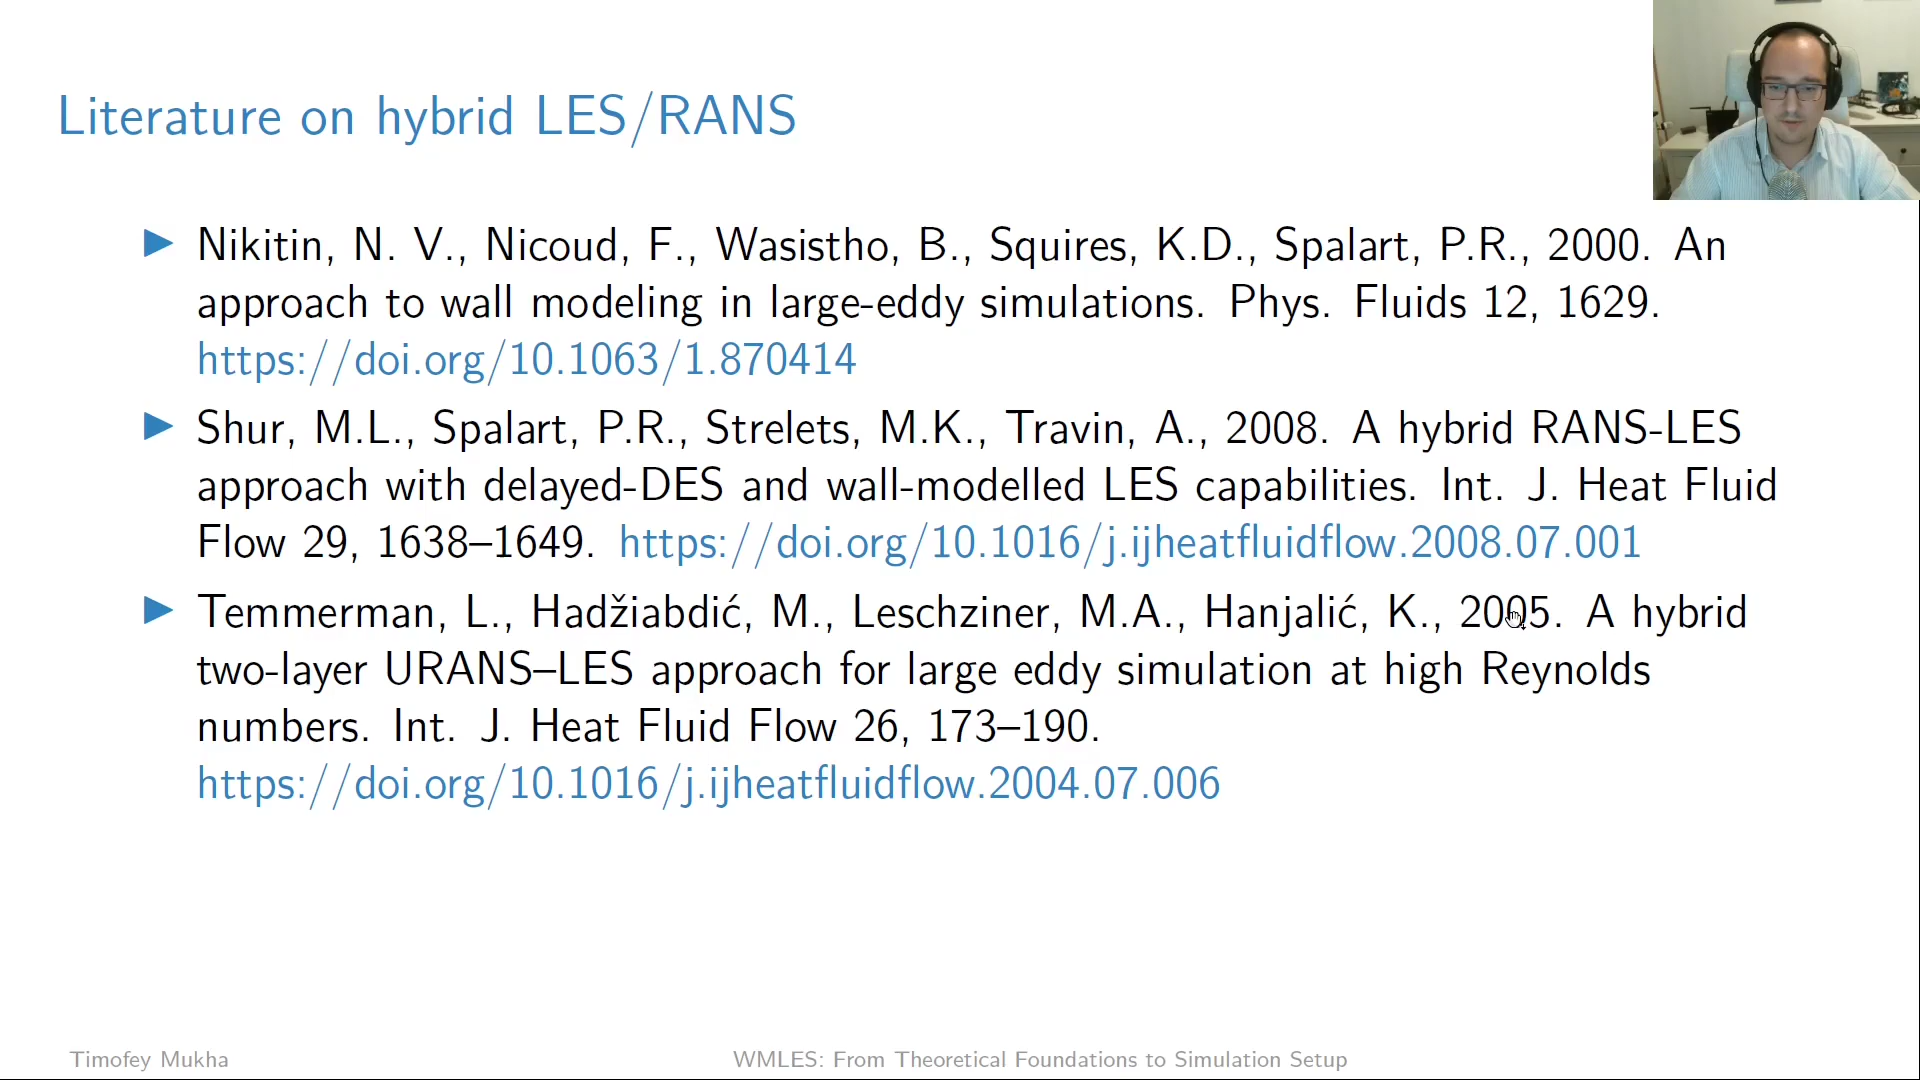 Literature on hybrid LES/RANS
Nikitin, N. V., Nicoud, F., Wasistho, B., Squires, K.D., Spalart, P.R., 2000. An
approach to wall modeling in large-eddy simulations. Phys. Fluids 12, 1629.
https://doi.org/10.1063/1.870414
Shur, M.L., Spalart, P.R., Strelets, M.K., Travin, A., 2008. A hybrid RANS-LES
approach with delayed-DES and wall-modelled LES capabilities. Int. J. Heat Fluid
Flow 29, 1638–1649. https://doi.org/10.1016/j.ijheatfluidflow.2008.07.001
Temmerman, L., Hadžiabdić, M., Leschziner, M.A., Hanjalić, K., 2005. A hybrid
two-layer URANS–LES approach for large eddy simulation at high Reynolds
numbers. Int. J. Heat Fluid Flow 26, 173–190.
https://doi.org/10.1016/j.ijheatfluidflow.2004.07.006
Timofey Mukha
WMLES: From Theoretical Foundations to Simulation Setup